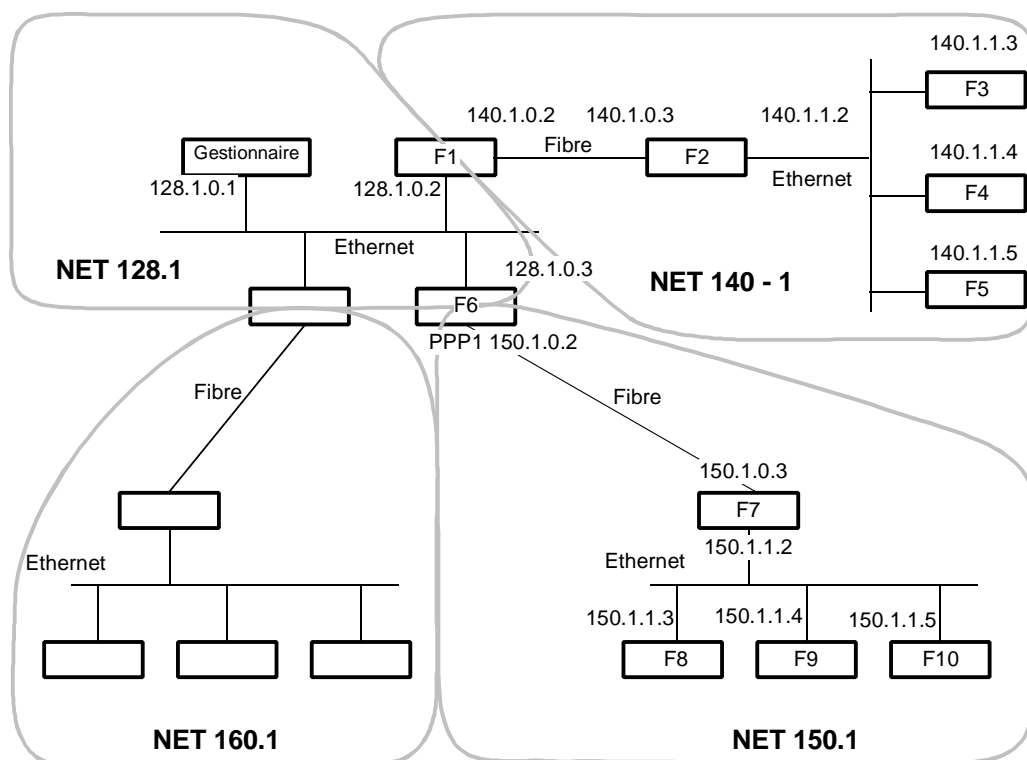 140.1.1.3
F3
140.1.0.2
140.1.0.3
140.1.1.2
Gestionnaire
F1
Fibre
F2
140.1.1.4
128.1.0.1
128.1.0.2
Ethernet
F4
Ethernet
140.1.1.5
NET 128.1
128.1.0.3
NET 140 - 1
F5
F6
PPP1 150.1.0.2
Fibre
Fibre
150.1.0.3
F7
150.1.1.2
Ethernet
Ethernet
150.1.1.3
150.1.1.4
150.1.1.5
F8
F9
F10
NET 160.1
NET 150.1